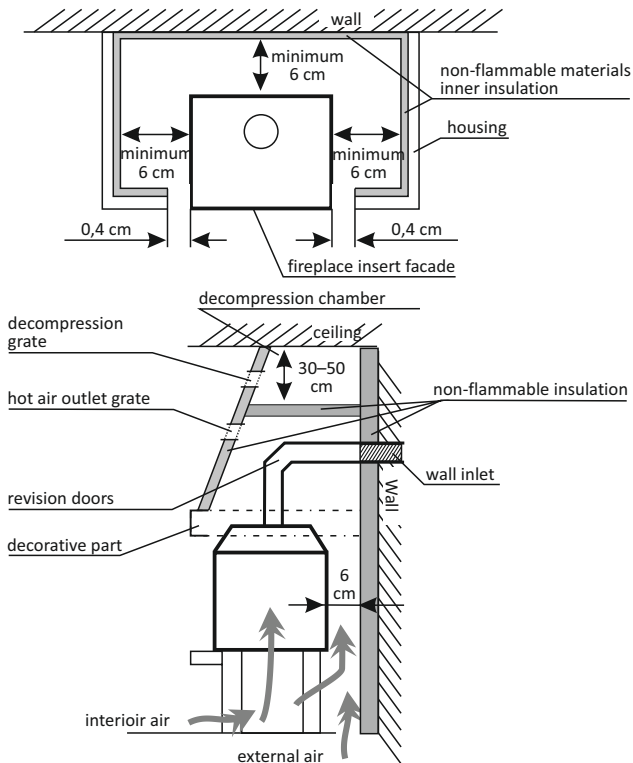 wall
minimum
6 cm
non-flammable materials
inner insulation
housing
minimum
6 cm
minimum
6 cm
0,4 cm
0,4 cm
fireplace insert facade
decompression chamber
decompression
grate
ceiling
30–50
cm
non-flammable insulation
hot air outlet grate
wall inlet
revision doors
Wall
decorative part
6
cm
interioir air
external air